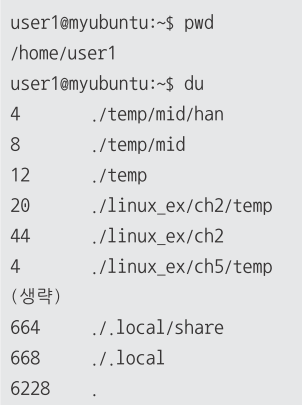 user1@myubuntu:~$ pwd
/home/user1
user1@myubuntu:~$ du
4 ./temp/mid/han
8 ./temp/mid
12 ./temp
20 ./linux_ex/ch2/temp
44 ./linux_ex/ch2
4 ./linux_ex/ch5/temp
(생략)
664 ./.local/share
668 ./.local
6228 .